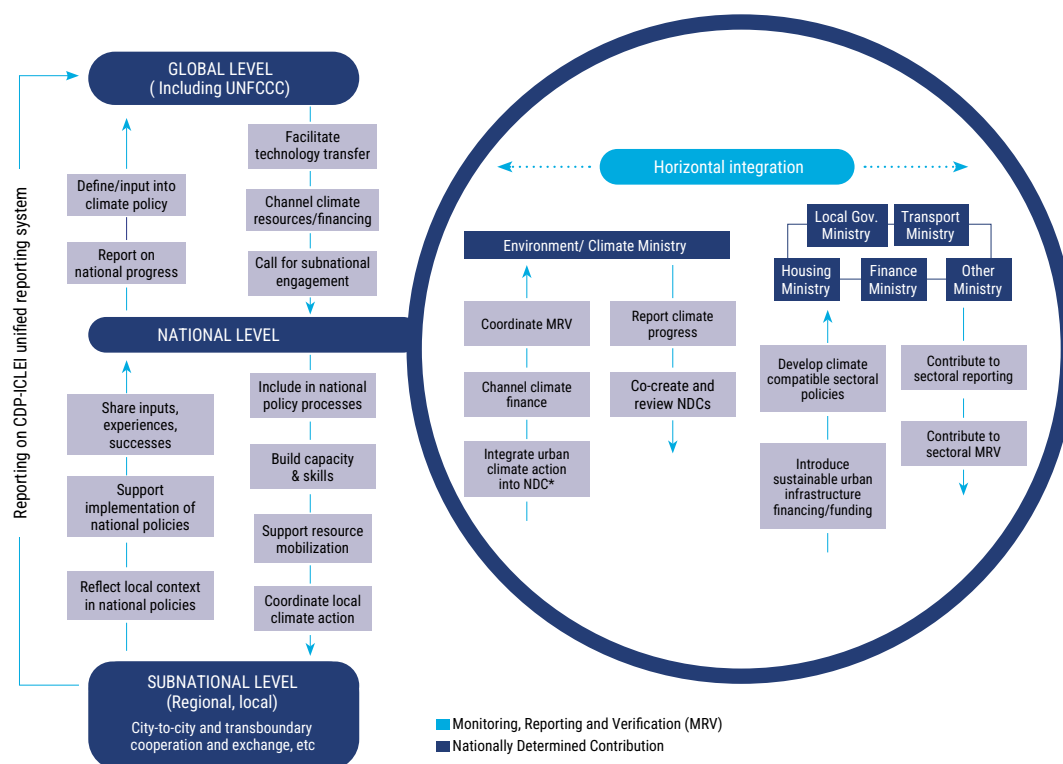 GLOBAL LEVEL
( Including UNFCCC)
Reporting on CDP-ICLEI unified reporting system
Define/input into
climate policy
Report on
national progress
Facilitate
technology transfer
Channel climate
resources/financing
Call for subnational
engagement
NATIONAL LEVEL
Share inputs,
experiences,
successes
Support
implementation of
national policies
Reflect local context
in national policies
Include in national
policy processes
Build capacity
& skills
Support resource
mobilization
Coordinate local
climate action
SUBNATIONAL LEVEL
(Regional, local)
City-to-city and transboundary
cooperation and exchange, etc
Horizontal integration
Environment/ Climate Ministry
Coordinate MRV
Channel climate
finance
Integrate urban
climate action
into NDC*
Report climate
progress
Co-create and
review NDCs
Local Gov.
Ministry
Transport
Ministry
Housing
Ministry
Finance
Ministry
Other
Ministry
Develop climate
compatible sectoral
policies
Introduce
sustainable urban
infrastructure
financing/funding
Contribute to
sectoral reporting
Contribute to
sectoral MRV
Monitoring, Reporting and Verification (MRV)
Nationally Determined Contribution